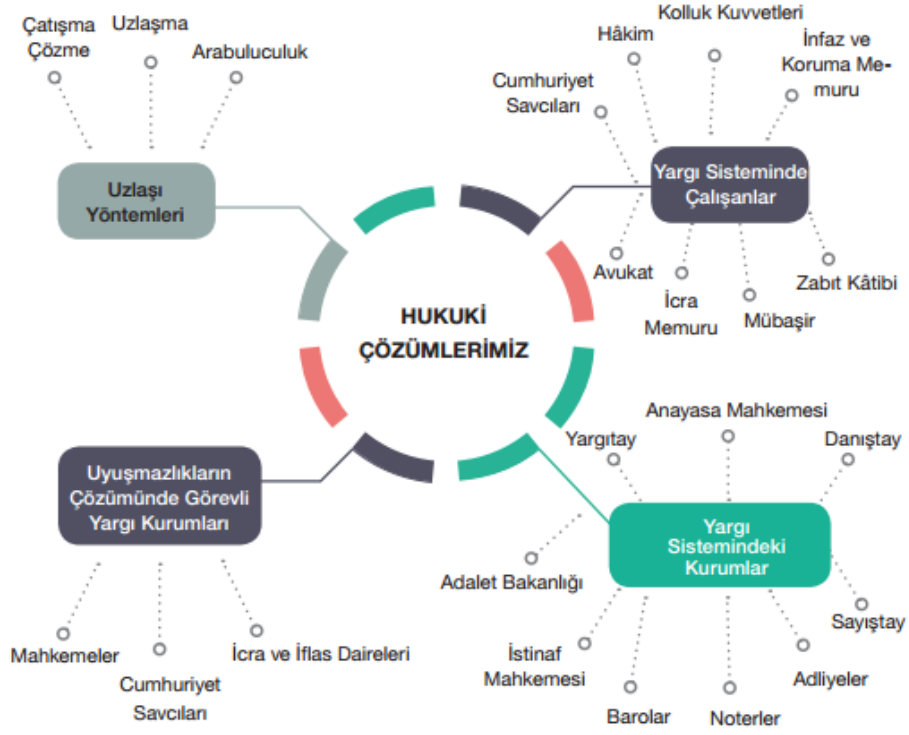 Çatışma
Çözme
Uzlaşma
Arabuluculuk
Uzlaşı
Yöntemleri
Kolluk Kuvvetleri
Hâkim
İnfaz ve
Koruma Me-
muru
Cumhuriyet
Savcıları
Yargı Sisteminde
Çalışanlar
Avukat
İcra
Memuru
Mübaşir
Zabıt Kâtibi
HUKUKİ
ÇÖZÜMLERİMİZ
Uyuşmazlıkların
Çözümünde Görevli
Yargı Kurumları
Mahkemeler
Cumhuriyet
Savcıları
İcra ve İflas Daireleri
Anayasa Mahkemesi
Yargıtay
Danıştay
Yargı
Sistemindeki
Kurumlar
Adalet Bakanlığı
Sayıştay
İstinaf
Mahkemesi
Adliyeler
Barolar
Noterler